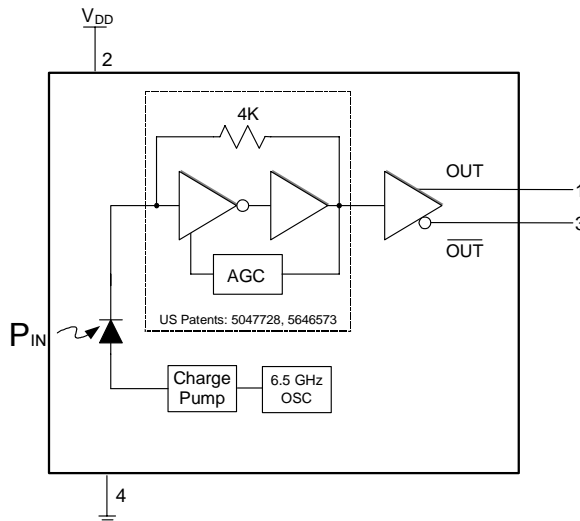 VDD
2
4K
OUT
1
3
OUT
AGC
US Patents: 5047728, 5646573
PIN
Charge
Pump
6.5 GHz
OSC
4